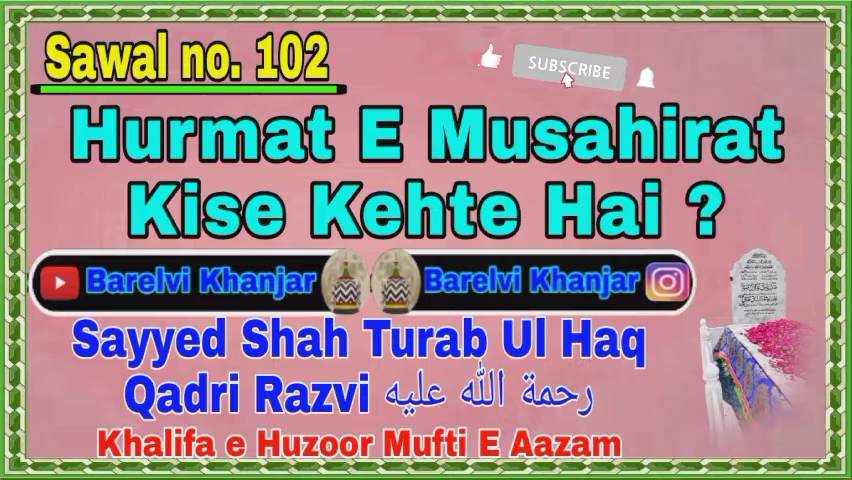 Sawal no. 102
SUBSCRIBE
Hurmat E Musahirat
Kise Kehte Hai ?
Barelvi Khanjar Barelvi Khanjar
Sayyed Shah Turab Ul Haq
Qadri Razvi رحمة الله عليه
Khalifa e Huzoor Mufti E Aazam